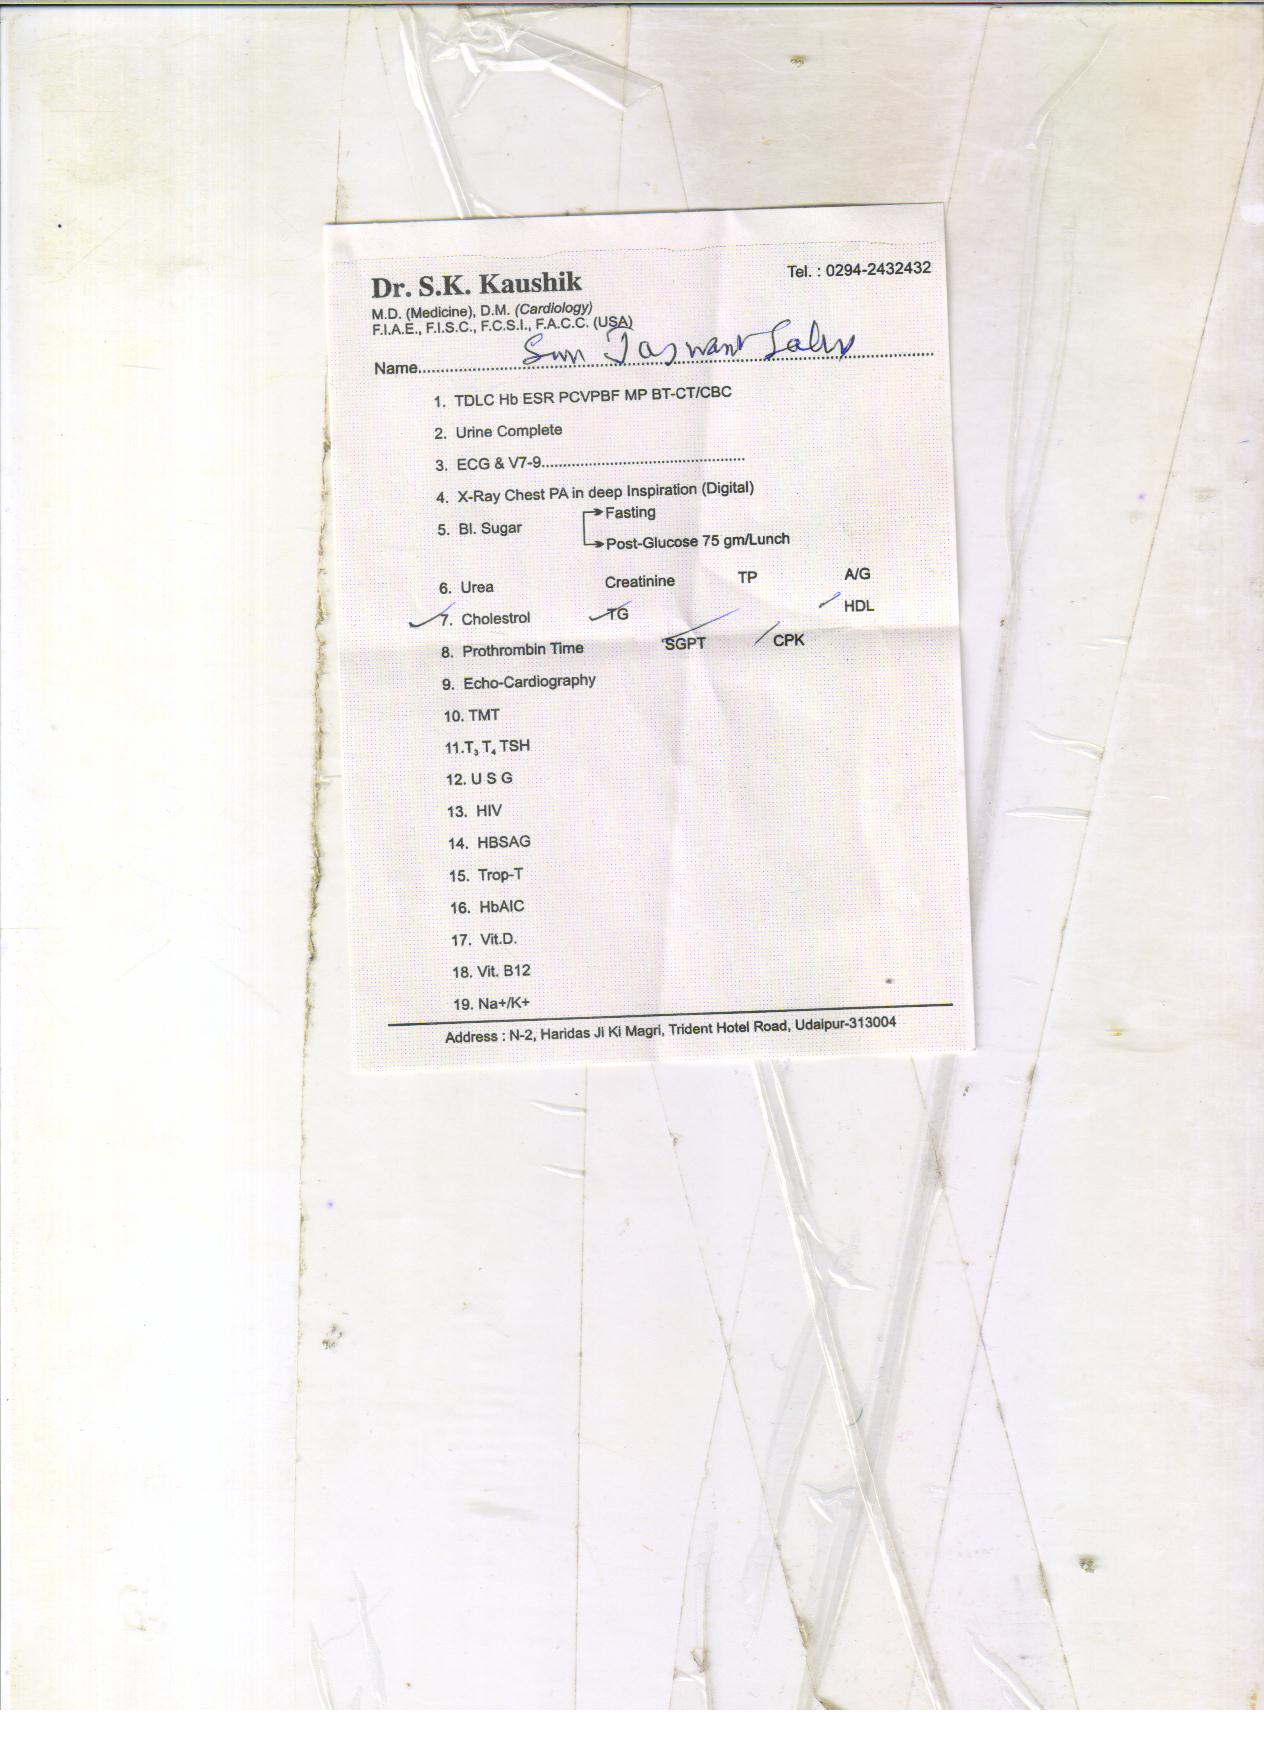 Dr. S.K. Kaushik
Tel. : 0294-2432432
M.D. (Medicine), D.M. (Cardiology)
F.I.A.E., F.I.S.C., F.C.S.I., F.A.C.C. (USA)
Name.......... Jaswant
1. TDLC Hb ESR PCVPBF MP BT-CT/CBC
2. Urine Complete
3. ECG & V7-9..........
4. X-Ray Chest PA in deep Inspiration (Digital)
5. Bl. Sugar Fasting
Post-Glucose 75 gm/Lunch
6. Urea Creatinine TP A/G
✓ 7. Cholestrol ✓ TG ✓ HDL
8. Prothrombin Time SGPT CPK
9. Echo-Cardiography
10. TMT
11.T₃ T₄ TSH
12. U S G
13. HIV
14. HBSAG
15. Trop-T
16. HbAIC
17. Vit.D.
18. Vit. B12
19. Na+/K+
Address : N-2, Haridas Ji Ki Magri, Trident Hotel Road, Udaipur-313004